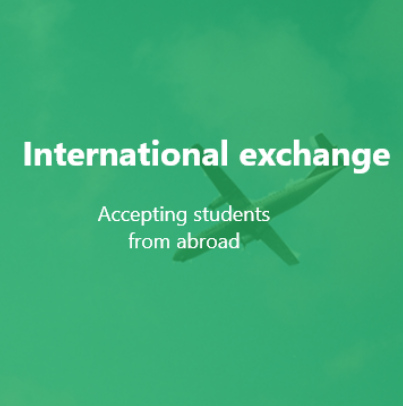 International exchange
Accepting students
from abroad